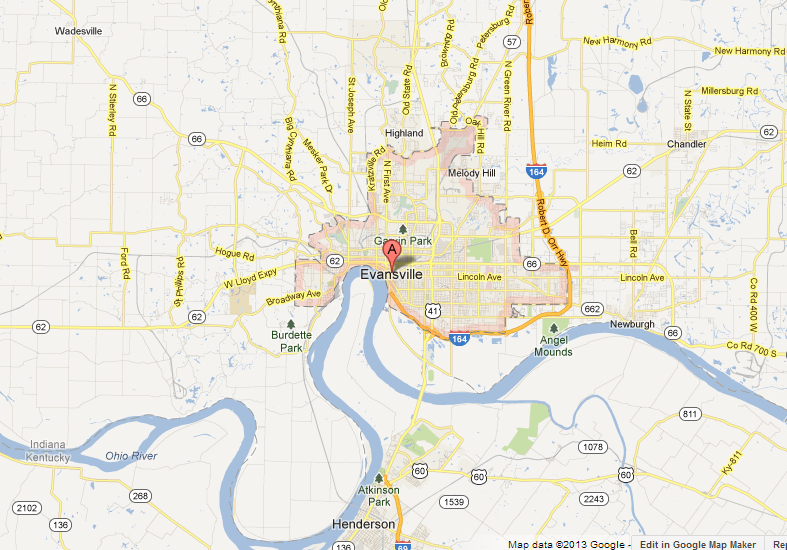 Wadesville
Wynthiana Rd
Old State Rd
St Joseph Ave
Browning Rd
Petersburg Rd
Old Petersburg Rd
57
N Green River Rd
New Harmony Rd
New Harmony Rd
Millersburg Rd
N State St
62
N Stierley Rd
62
66
Big Cynthiana Rd
Mesker Park Dr
Highland
Oak Hill Rd
Kratzville Rd
N First Ave
Melody Hill
164
Heim Rd
Chandler
62
Robert D. Orr Hwy
Bell Rd
Garvin Park
A
Ford Rd
Hogue Rd
62
66
W Lloyd Expy
Evansville
Lincoln Ave
Lincoln Ave
Co Rd 400 W
Broadway Ave
62
62
41
662
Newburgh
66
Burdette
Park
164
Angel
Mounds
Co Rd 700 S
811
Indiana
Kentucky
Ohio River
1078
Ky-811
60
60
60
268
Atkinson
Park
2102
136
1539
2243
Henderson
136
69
Map data ©2013 Google -
Edit in Google Map Maker
Rep